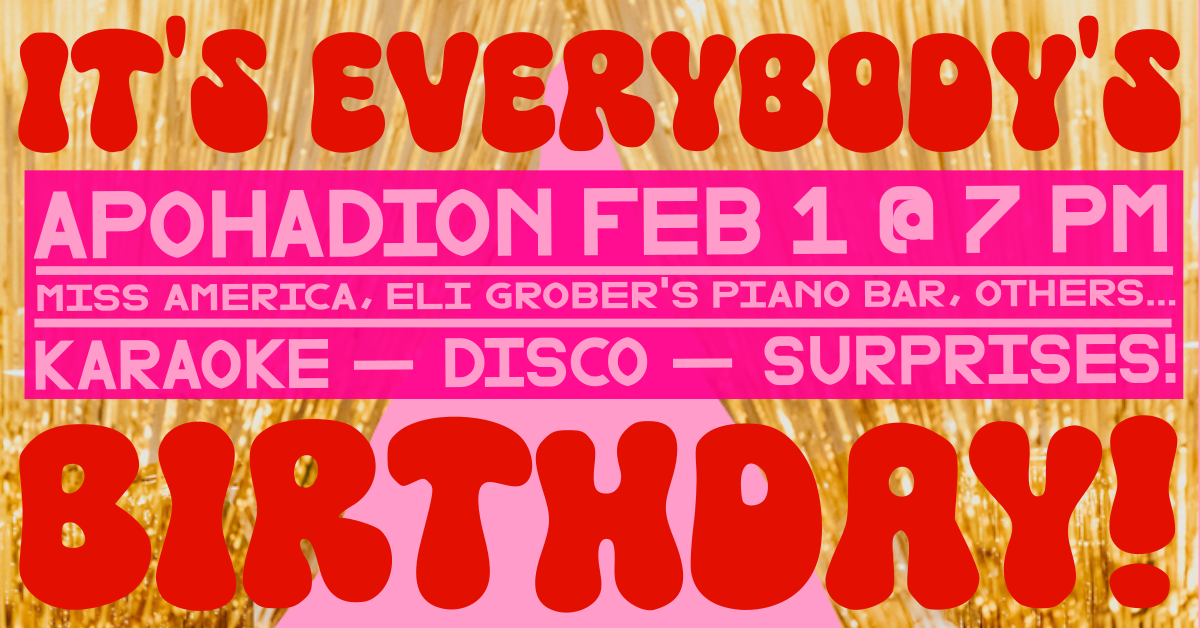 IT'S EVERYBODY'S
APOHADION FEB 1 @ 7 PM
MISS AMERICA, ELI GROBER'S PIANO BAR, OTHERS...
KARAOKE — DISCO — SURPRISES!
BIRTHDAY!